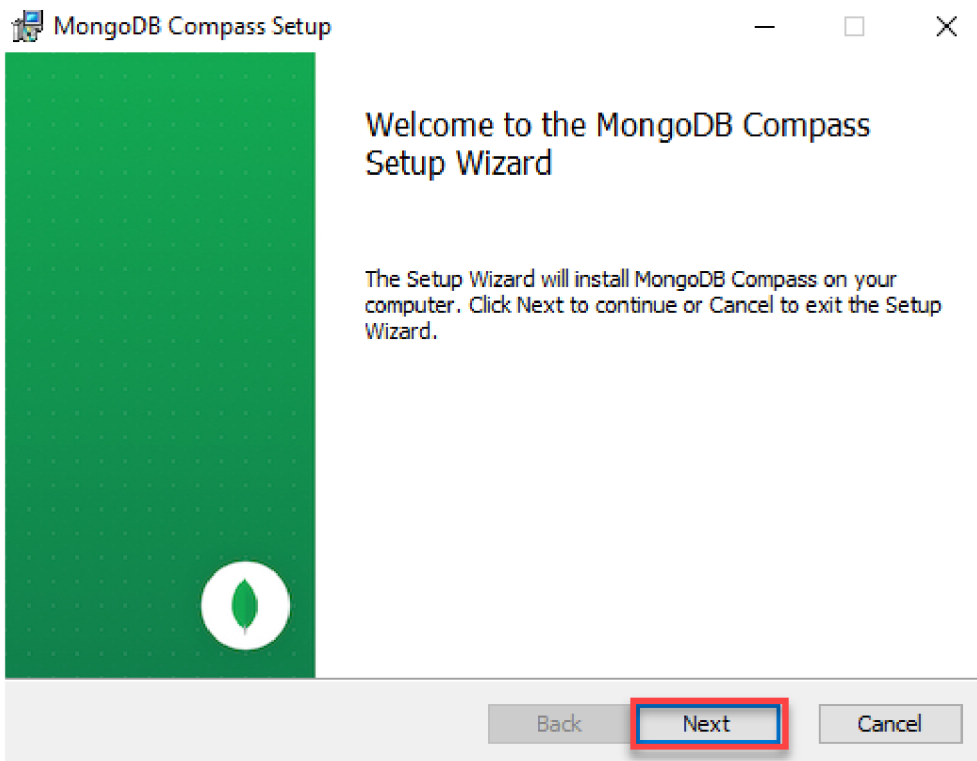 MongoDB Compass Setup
Welcome to the MongoDB Compass
Setup Wizard
The Setup Wizard will install MongoDB Compass on your
computer. Click Next to continue or Cancel to exit the Setup
Wizard.
Back
Next
Cancel